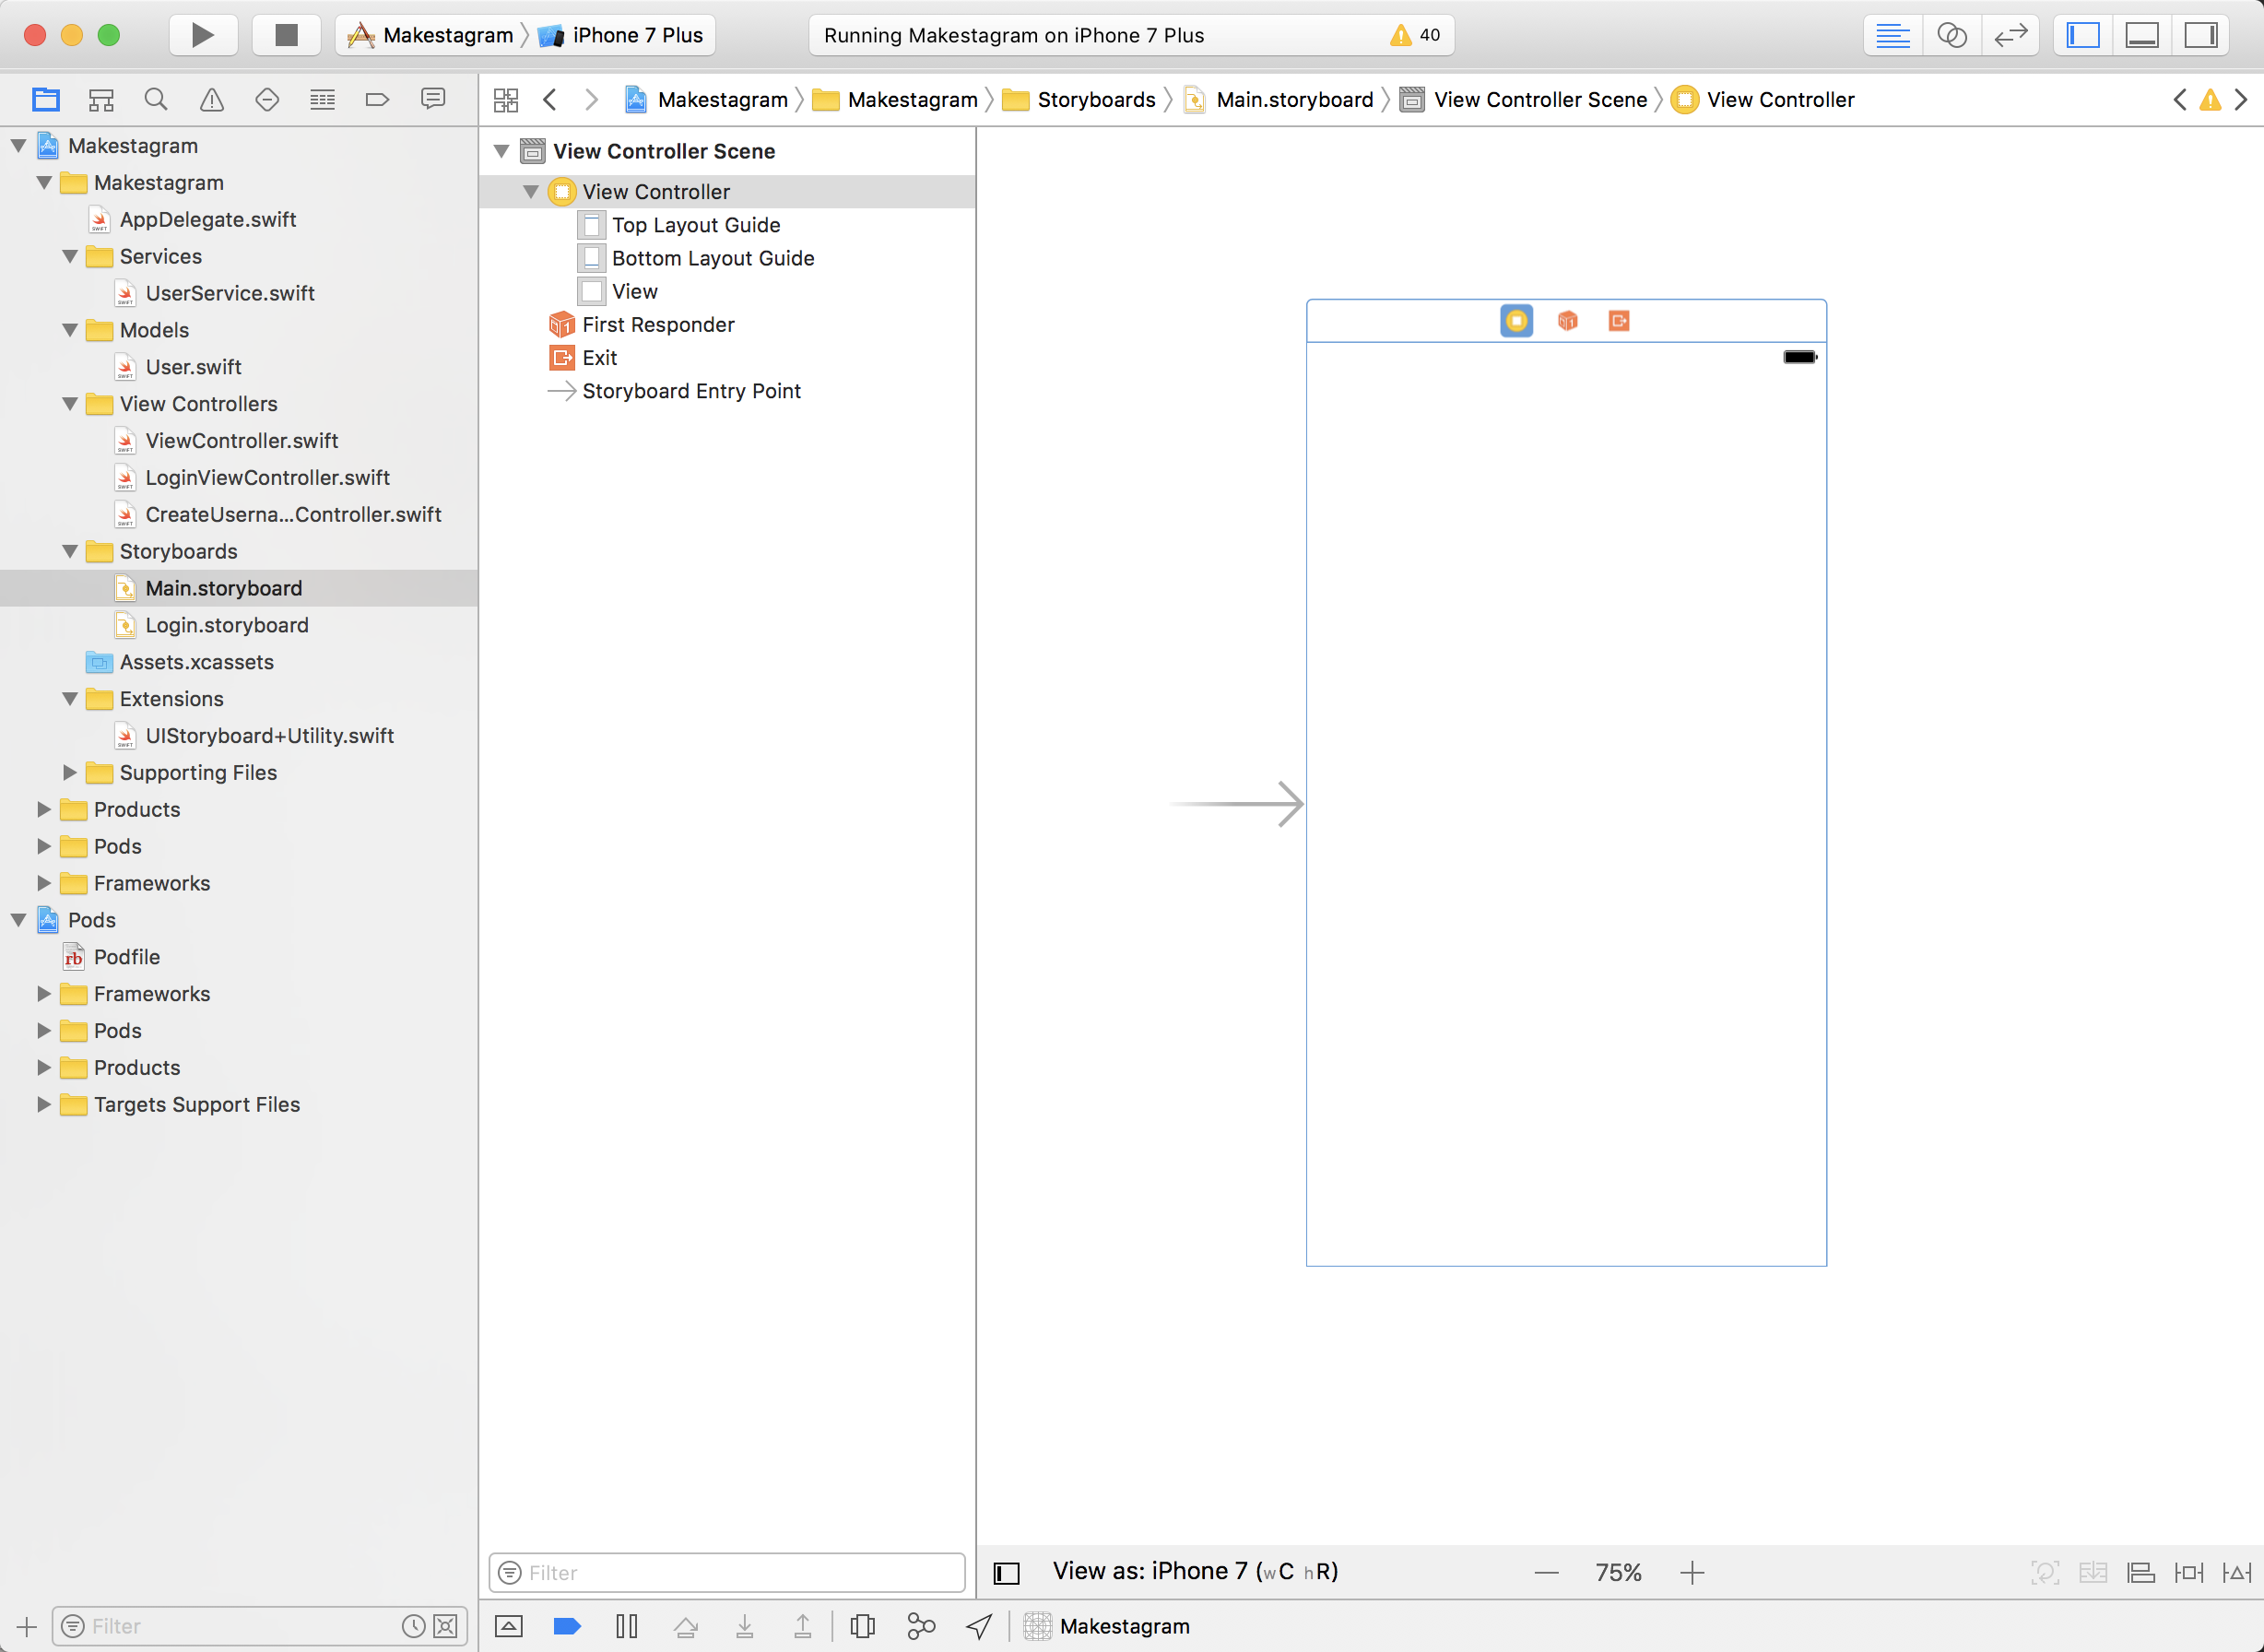 Makestagram iPhone 7 Plus
Running Makestagram on iPhone 7 Plus 40
Makestagram Makestagram Storyboards Main.storyboard View Controller Scene View Controller
Makestagram
Makestagram
AppDelegate.swift
Services
UserService.swift
Models
User.swift
View Controllers
ViewController.swift
LoginViewController.swift
CreateUserna...Controller.swift
Storyboards
Main.storyboard
Login.storyboard
Assets.xcassets
Extensions
UIStoryboard+Utility.swift
Supporting Files
Products
Pods
Frameworks
Pods
Podfile
Frameworks
Pods
Products
Targets Support Files
Filter
View Controller Scene
View Controller
Top Layout Guide
Bottom Layout Guide
View
First Responder
Exit
Storyboard Entry Point
Filter
View as: iPhone 7 (wC hR)
75%
Makestagram